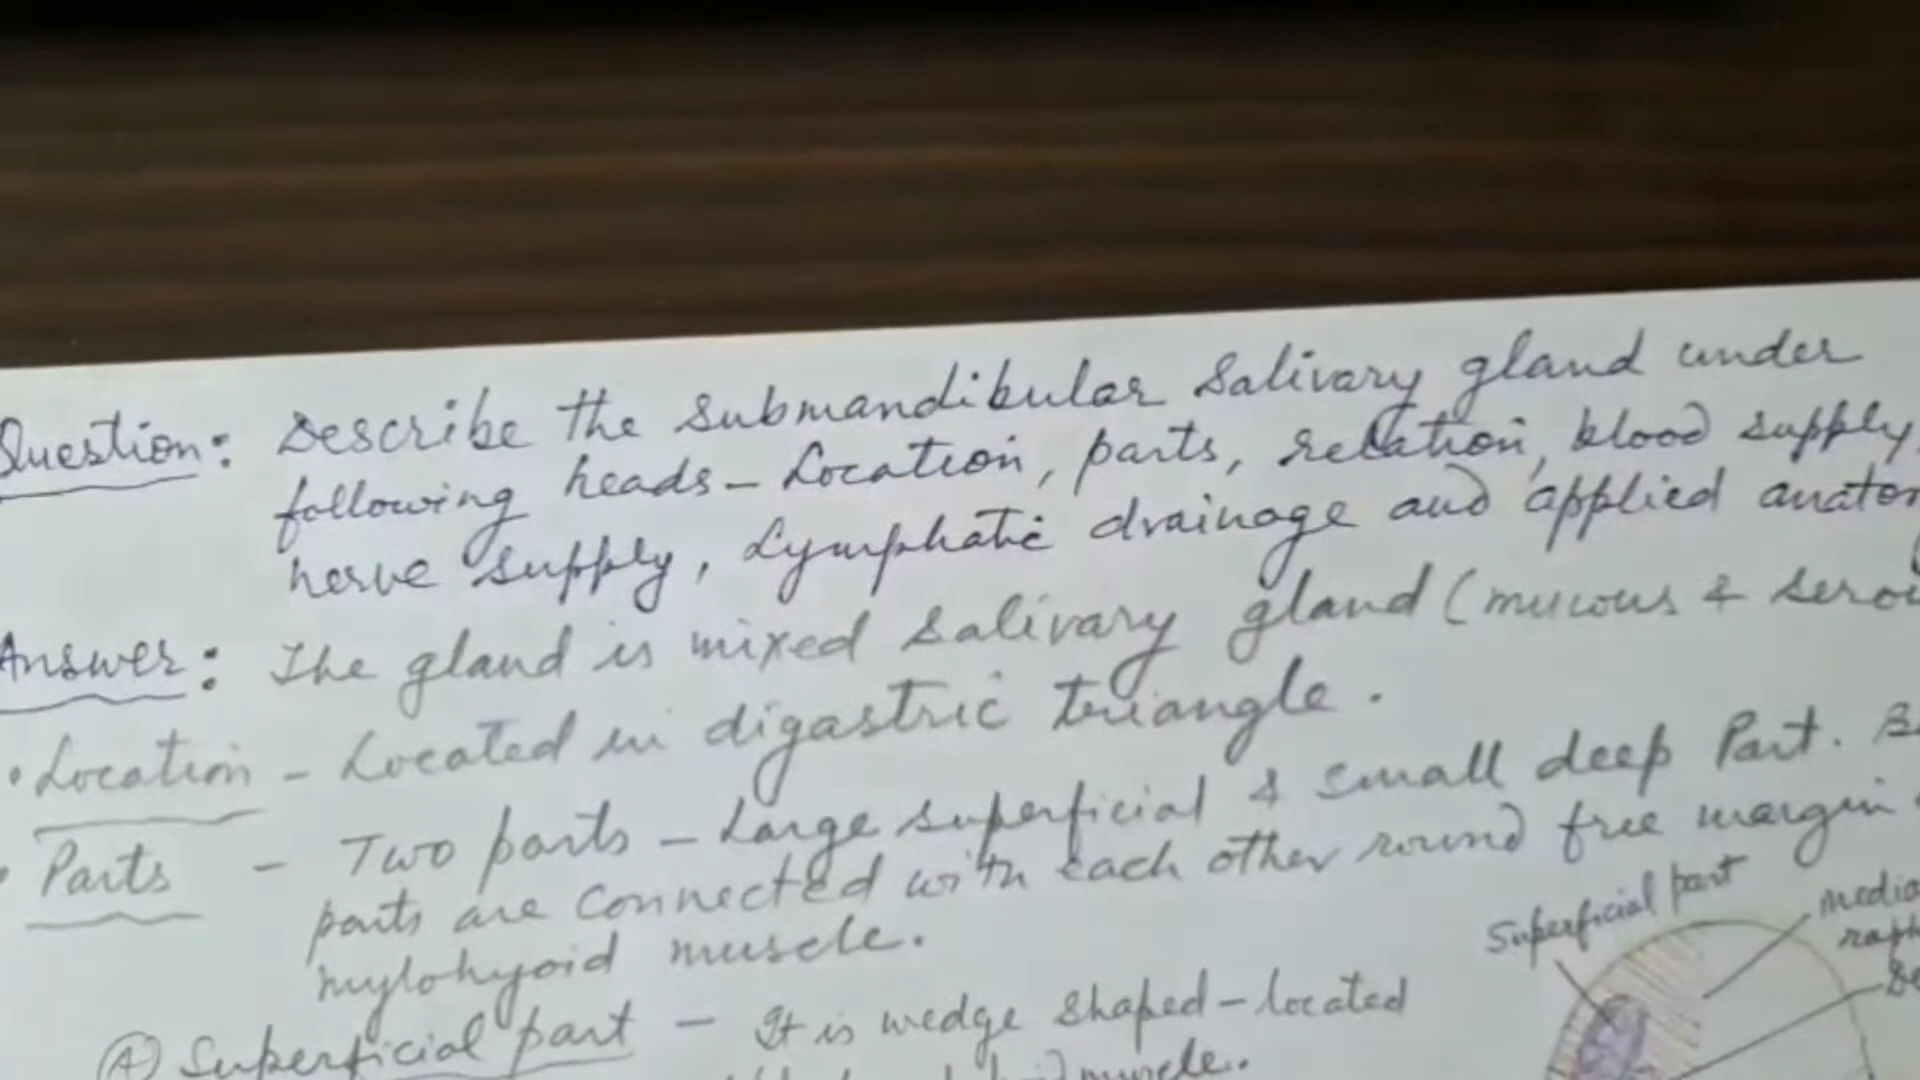 Question: Describe the submandibular salivary gland under
following heads - Location, parts, relation, blood supply,
nerve supply, Lymphatic drainage and applied
Answer: The gland is mixed salivary gland (mucous &
• Location - Located in digastric triangle.
• Parts - Two parts - Large superficial & small deep Part.
parts are connected with each other round free margin
mylohyoid muscle.
Superficial part
(A) Superficial part - It is wedge shaped - located
muscle.